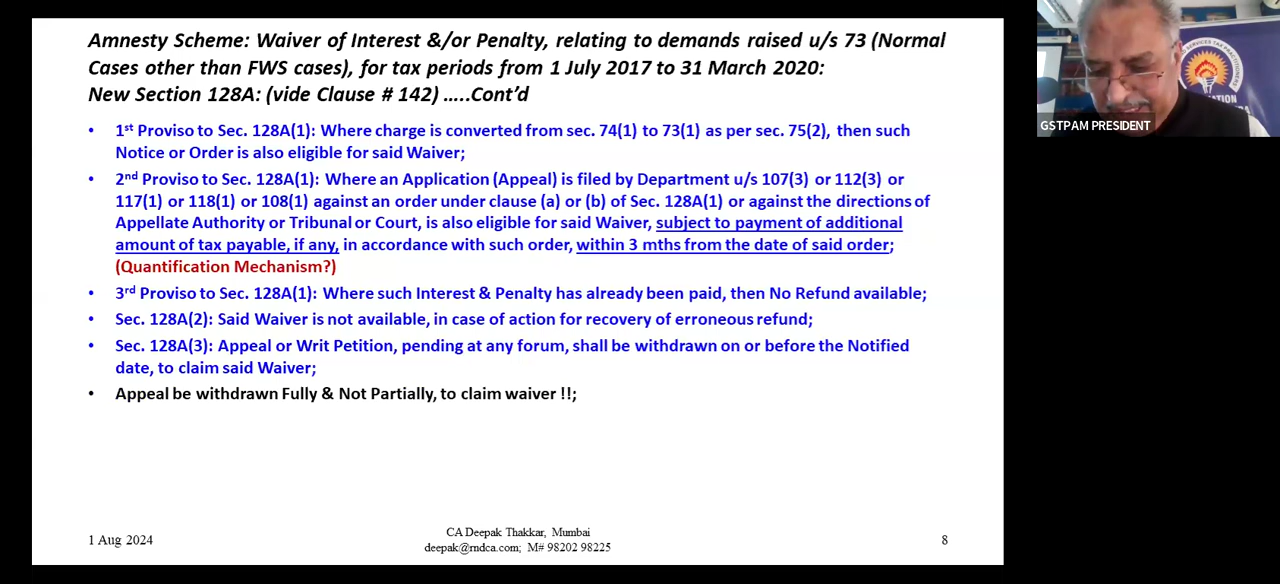 Amnesty Scheme: Waiver of Interest &/or Penalty, relating to demands raised u/s 73 (Normal
Cases other than FWS cases), for tax periods from 1 July 2017 to 31 March 2020:
New Section 128A: (vide Clause # 142) .....Cont'd
• 1st Proviso to Sec. 128A(1): Where charge is converted from sec. 74(1) to 73(1) as per sec. 75(2), then such
Notice or Order is also eligible for said Waiver;
• 2nd Proviso to Sec. 128A(1): Where an Application (Appeal) is filed by Department u/s 107(3) or 112(3) or
117(1) or 118(1) or 108(1) against an order under clause (a) or (b) of Sec. 128A(1) or against the directions of
Appellate Authority or Tribunal or Court, is also eligible for said Waiver, subject to payment of additional
amount of tax payable, if any, in accordance with such order, within 3 mths from the date of said order;
(Quantification Mechanism?)
• 3rd Proviso to Sec. 128A(1): Where such Interest & Penalty has already been paid, then No Refund available;
• Sec. 128A(2): Said Waiver is not available, in case of action for recovery of erroneous refund;
• Sec. 128A(3): Appeal or Writ Petition, pending at any forum, shall be withdrawn on or before the Notified
date, to claim said Waiver;
• Appeal be withdrawn Fully & Not Partially, to claim waiver !!;
1 Aug 2024
CA Deepak Thakkar, Mumbai
deepak@rndca.com; M# 98202 98225
8
GSTPAM PRESIDENT